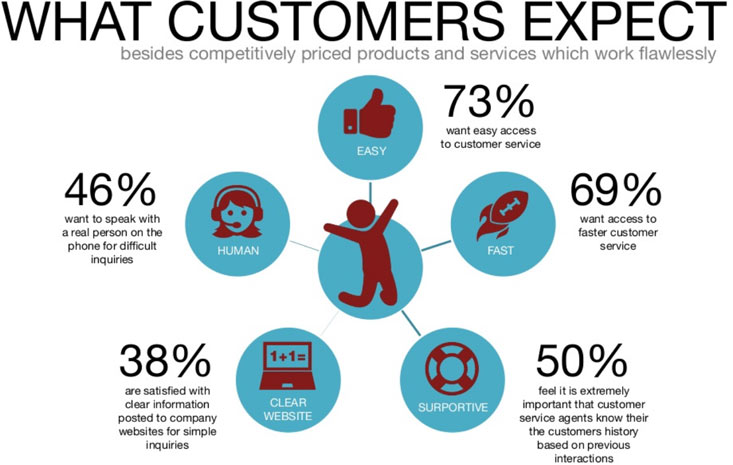 WHAT CUSTOMERS EXPECT
besides competitively priced products and services which work flawlessly
EASY
73%
want easy access
to customer service
46%
want to speak with
a real person on the
phone for difficult
inquiries
HUMAN
FAST
69%
want access to
faster customer
service
38%
are satisfied with
clear information
posted to company
websites for simple
inquiries
1+1=
CLEAR
WEBSITE
SURPORTIVE
50%
feel it is extremely
important that customer
service agents know their
the customers history
based on previous
interactions